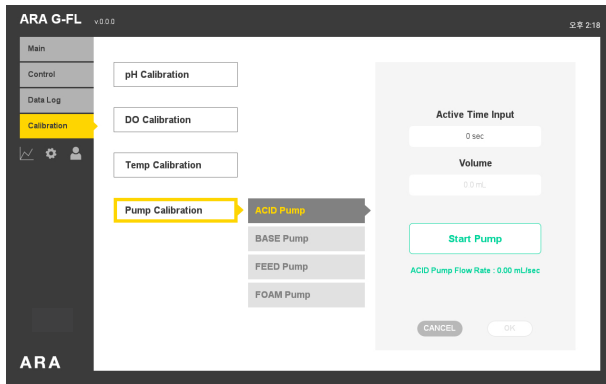 ARA G-FL v.0.0.0
오후 2:18
Main
Control
Data Log
Calibration
pH Calibration
DO Calibration
Temp Calibration
Pump Calibration
ACID Pump
BASE Pump
FEED Pump
FOAM Pump
Active Time Input
0 sec
Volume
0.0 mL
Start Pump
ACID Pump Flow Rate : 0.00 mL/sec
CANCEL OK
ARA